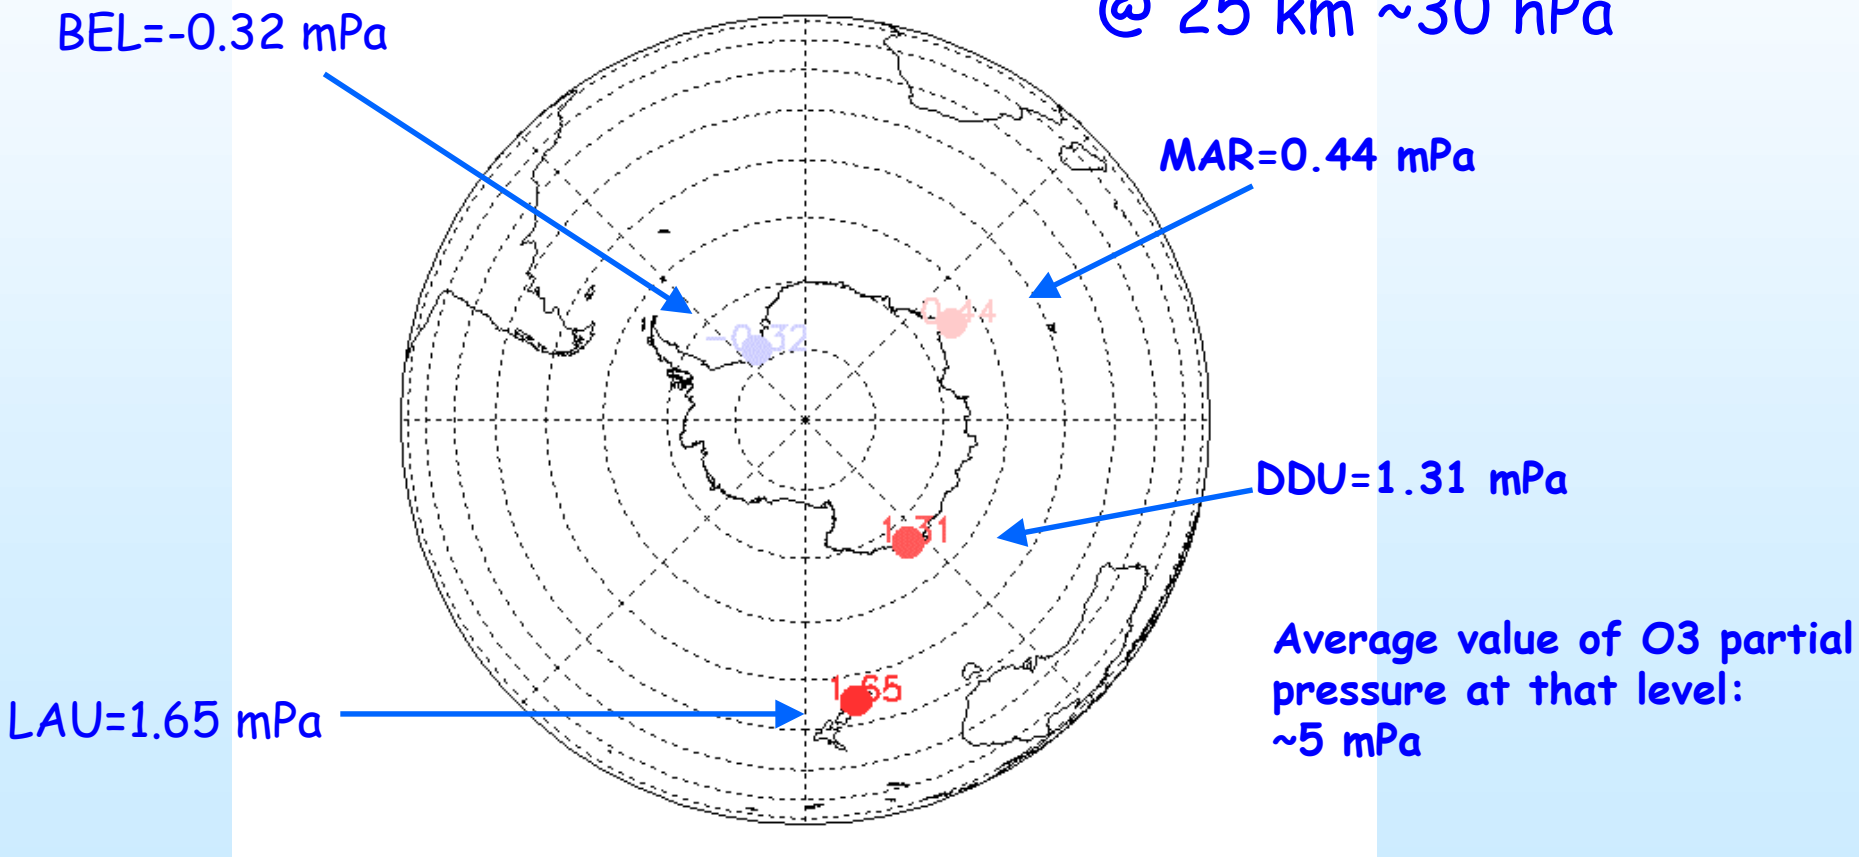 @ 25 km ~30 hPa
BEL=-0.32 mPa
MAR=0.44 mPa
0.44
-0.32
DDU=1.31 mPa
1.31
Average value of O3 partial
pressure at that level:
~5 mPa
1.65
LAU=1.65 mPa